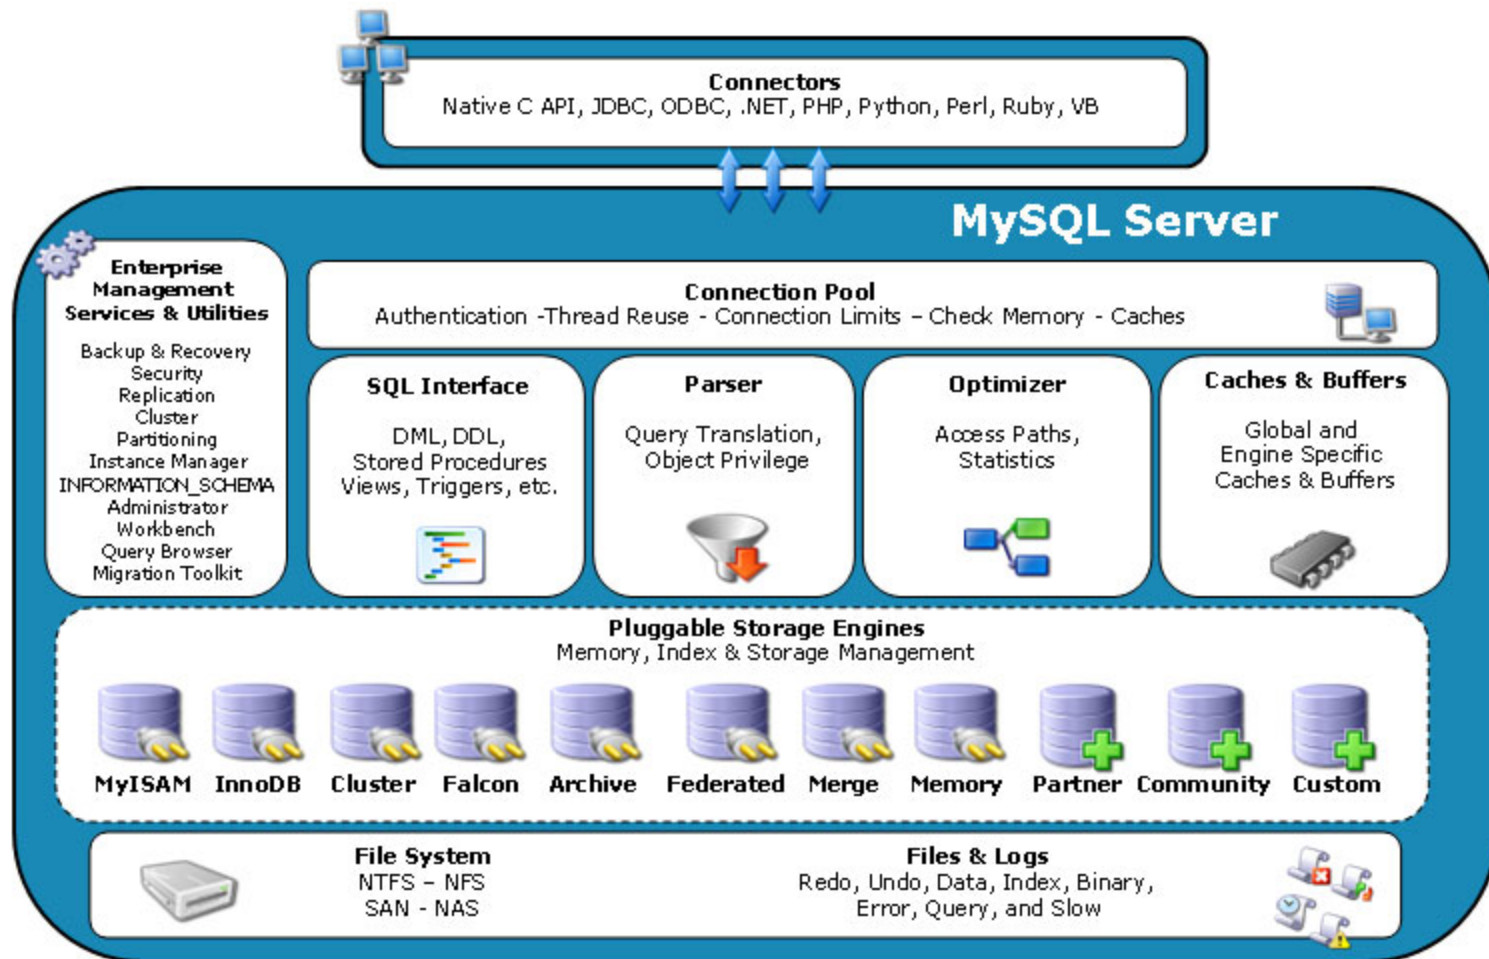 Connectors
Native C API, JDBC, ODBC, .NET, PHP, Python, Perl, Ruby, VB
MySQL Server
Enterprise
Management
Services & Utilities
Backup & Recovery
Security
Replication
Cluster
Partitioning
Instance Manager
INFORMATION_SCHEMA
Administrator
Workbench
Query Browser
Migration Toolkit
Connection Pool
Authentication -Thread Reuse - Connection Limits – Check Memory - Caches
SQL Interface
DML, DDL,
Stored Procedures
Views, Triggers, etc.
Parser
Query Translation,
Object Privilege
Optimizer
Access Paths,
Statistics
Caches & Buffers
Global and
Engine Specific
Caches & Buffers
Pluggable Storage Engines
Memory, Index & Storage Management
MyISAM
InnoDB
Cluster
Falcon
Archive
Federated
Merge
Memory
Partner
Community
Custom
File System
NTFS – NFS
SAN - NAS
Files & Logs
Redo, Undo, Data, Index, Binary,
Error, Query, and Slow